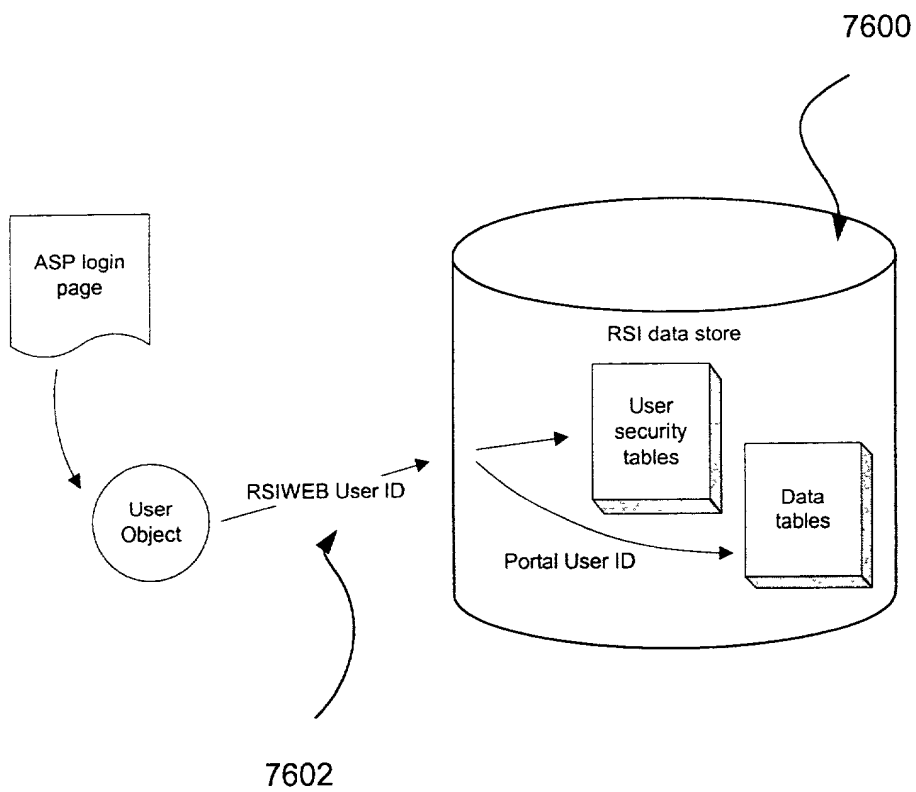 7600
ASP login
page
RSI data store
User
security
tables
RSIWEB User ID
User
Object
Data
tables
Portal User ID
7602